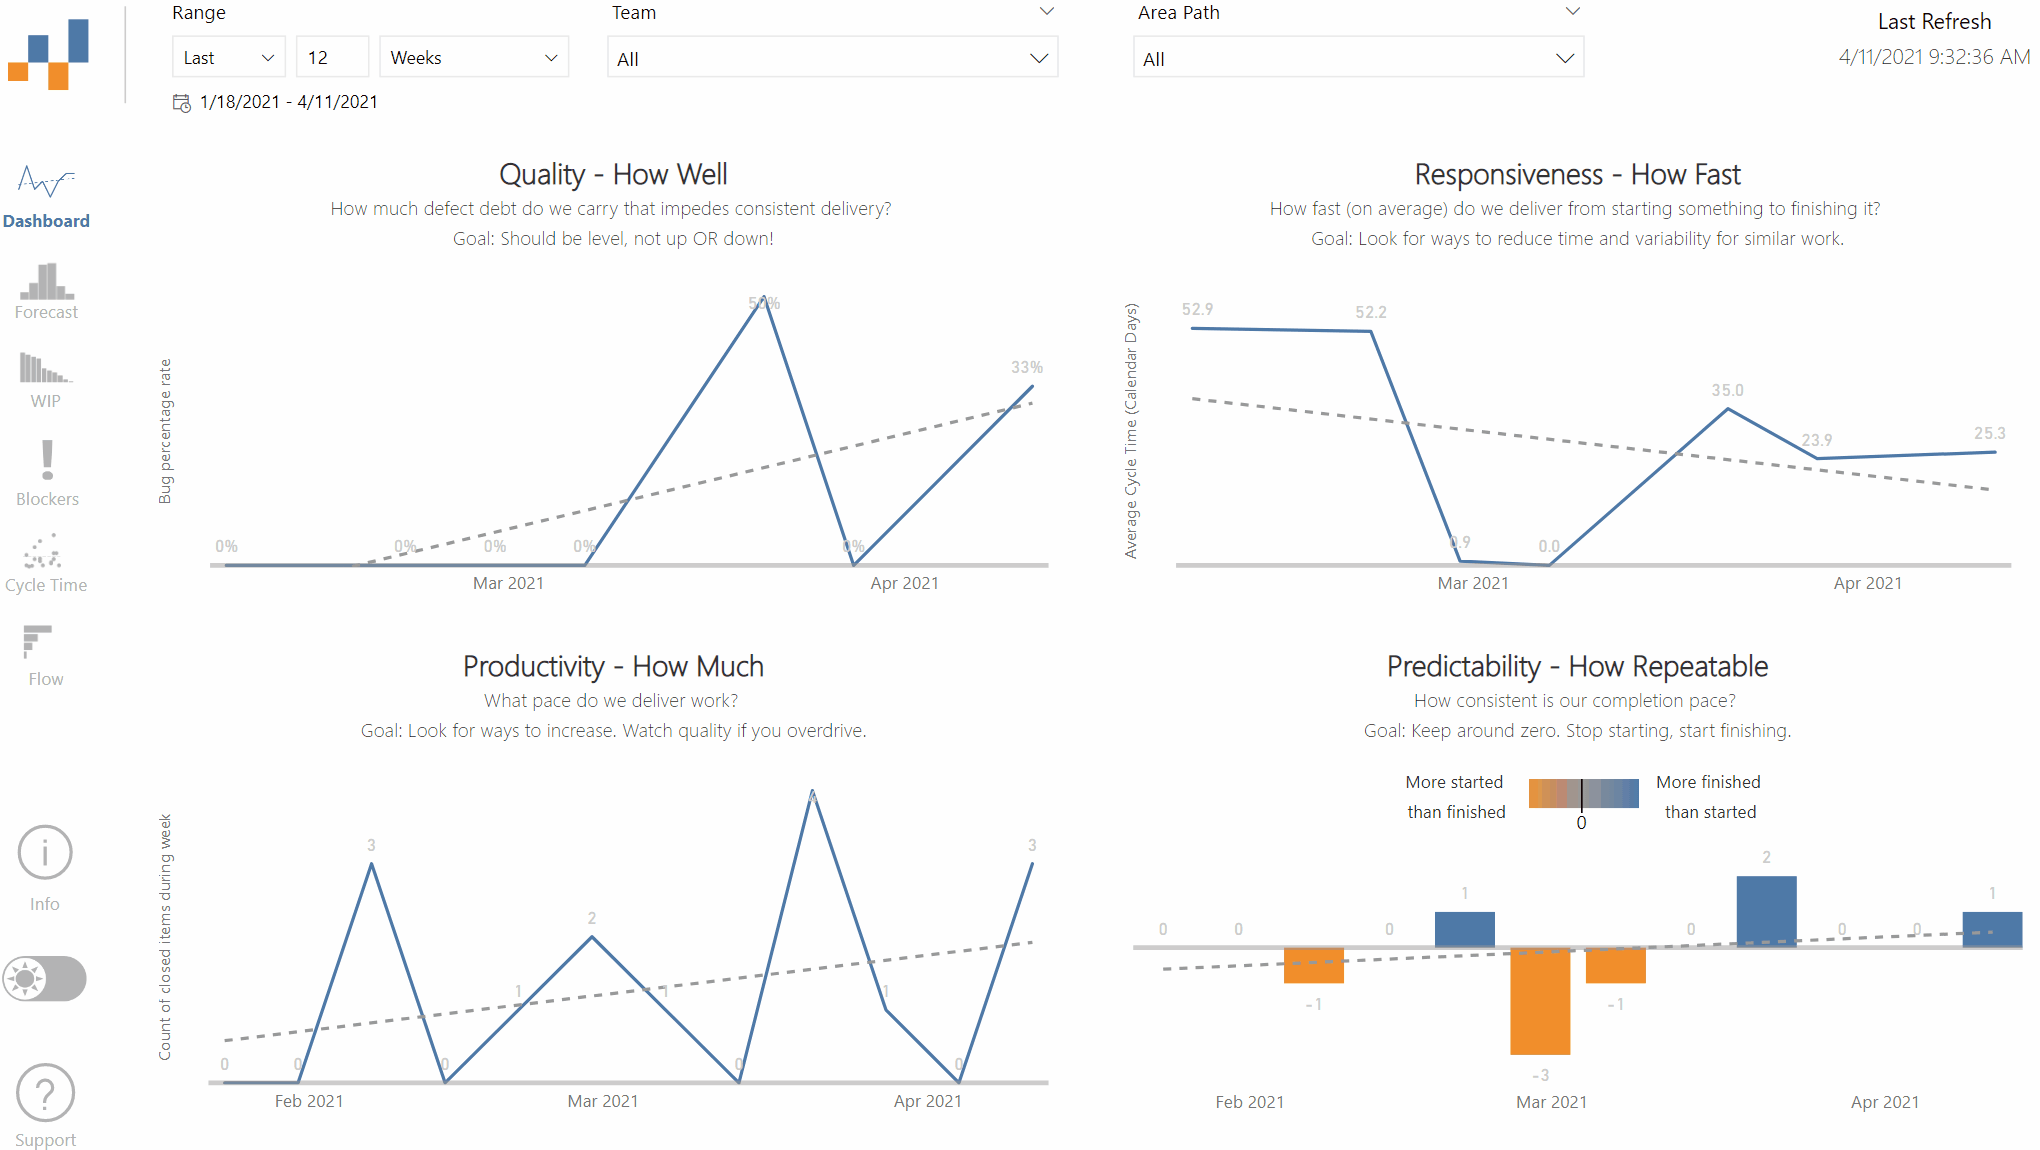 Range
Team
Area Path
Last Refresh
Last
12
Weeks
All
All
4/11/2021 9:32:36 AM
1/18/2021 - 4/11/2021
Dashboard
Forecast
WIP
Blockers
Cycle Time
Flow
Info
Support
Quality - How Well
How much defect debt do we carry that impedes consistent delivery?
Goal: Should be level, not up OR down!
Bug percentage rate
0%
0%
0%
0%
50%
0%
33%
Mar 2021
Apr 2021
Responsiveness - How Fast
How fast (on average) do we deliver from starting something to finishing it?
Goal: Look for ways to reduce time and variability for similar work.
Average Cycle Time (Calendar Days)
52.9
52.2
0.9
0.0
35.0
23.9
25.3
Mar 2021
Apr 2021
Productivity - How Much
What pace do we deliver work?
Goal: Look for ways to increase. Watch quality if you overdrive.
Count of closed items during week
0
0
3
0
1
2
1
0
4
1
0
3
Feb 2021
Mar 2021
Apr 2021
Predictability - How Repeatable
How consistent is our completion pace?
Goal: Keep around zero. Stop starting, start finishing.
More started
than finished
0
More finished
than started
0
0
-1
0
1
-3
-1
0
2
0
0
1
Feb 2021
Mar 2021
Apr 2021